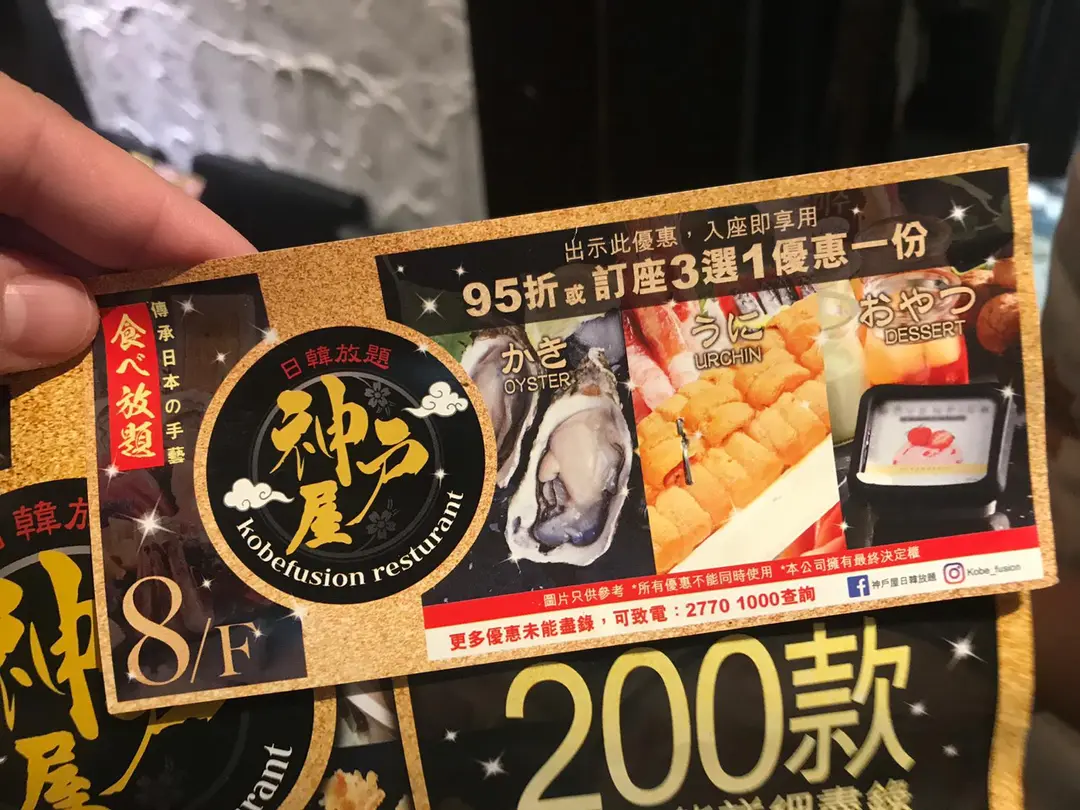 傳承日本の手藝
食べ放題
日韓放題
神戶屋
kobefusion resturant
8/F
出示此優惠，入座即享用
95折或訂座3選1優惠一份
かき
OYSTER
うに
URCHIN
おやつ
DESSERT
圖片只供參考 *所有優惠不能同時使用 *本公司擁有最終決定權
更多優惠未能盡錄，可致電：2770 1000查詢
神戶屋日韓放題
Kobe_fusion
韓放
神
屋
rant
200款